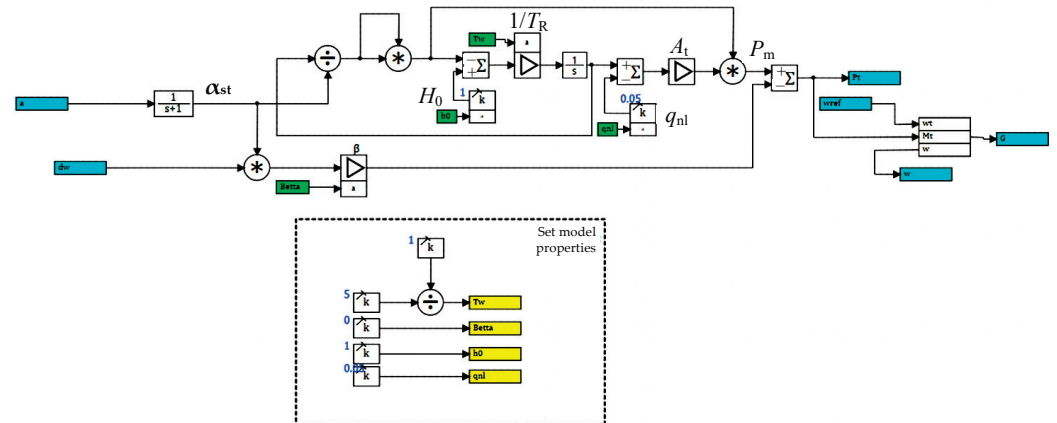 1/T_R
A_t
P_m
Tw
a
−
+ Σ
1
s
+
− Σ
+
− Σ
Pt
α_st
H_0
1
k
0.05
k
q_nl
a
1
s+1
h0
qnl
wref
wt
Mt
w
G
w
dw
β
Betta
a
Set model
properties
1
k
5
k
Tw
0
k
Betta
1
k
h0
k
qnl